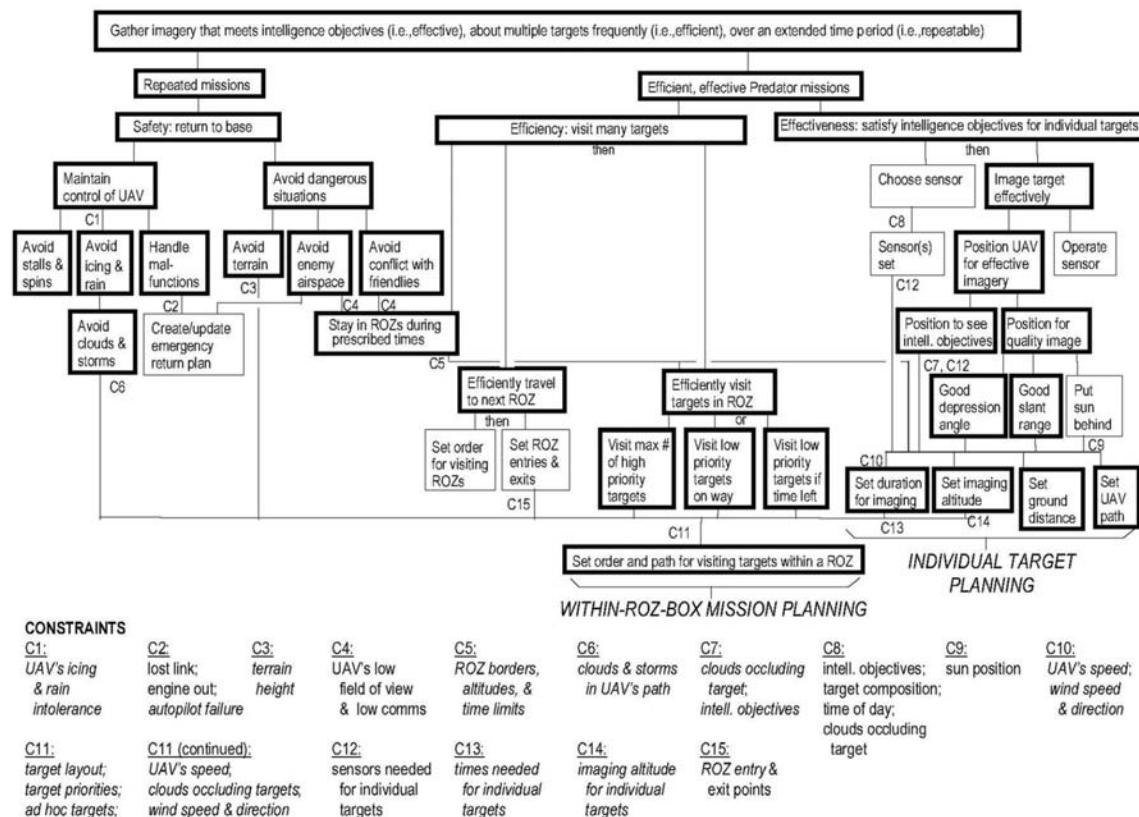 Gather imagery that meets intelligence objectives (i.e.,effective), about multiple targets frequently (i.e.,efficient), over an extended time period (i.e.,repeatable)
Repeated missions
Efficient, effective Predator missions
Safety: return to base
Efficiency: visit many targets
then
Effectiveness: satisfy intelligence objectives for individual targets
then
Maintain
control of UAV
C1
Avoid dangerous
situations
Choose sensor
C8
Image target
effectively
Avoid
stalls &
spins
Avoid
icing &
rain
Handle
mal-
functions
C2
Avoid
terrain
C3
Avoid
enemy
airspace
C4
Avoid
conflict with
friendlies
C4
Sensor(s)
set
C12
Position UAV
for effective
imagery
Operate
sensor
Avoid
clouds &
storms
C6
Create/update
emergency
return plan
Stay in ROZs during
prescribed times
C5
Position to see
intell. objectives
C7, C12
Position for
quality image
Efficiently travel
to next ROZ
then
Efficiently visit
targets in ROZ
or
Good
depression
angle
Good
slant
range
Put
sun
behind
C9
Set order
for visiting
ROZs
Set ROZ
entries &
exits
C15
Visit max #
of high
priority
targets
Visit low
priority
targets
on way
Visit low
priority
targets if
time left
C10
Set duration
for imaging
C13
Set imaging
altitude
C14
Set
ground
distance
Set
UAV
path
C11
Set order and path for visiting targets within a ROZ
INDIVIDUAL TARGET
PLANNING
WITHIN-ROZ-BOX MISSION PLANNING
CONSTRAINTS
C1:
UAV's icing
& rain
intolerance
C2:
lost link;
engine out;
autopilot failure
C3:
terrain
height
C4:
UAV's low
field of view
& low comms
C5:
ROZ borders,
altitudes, &
time limits
C6:
clouds & storms
in UAV's path
C7:
clouds occluding
target;
intell. objectives
C8:
intell. objectives;
target composition;
time of day;
clouds occluding
target
C9:
sun position
C10:
UAV's speed;
wind speed
& direction
C11:
target layout;
target priorities;
ad hoc targets;
C11 (continued):
UAV's speed;
clouds occluding targets,
wind speed & direction
C12:
sensors needed
for individual
targets
C13:
times needed
for individual
targets
C14:
imaging altitude
for individual
targets
C15:
ROZ entry &
exit points